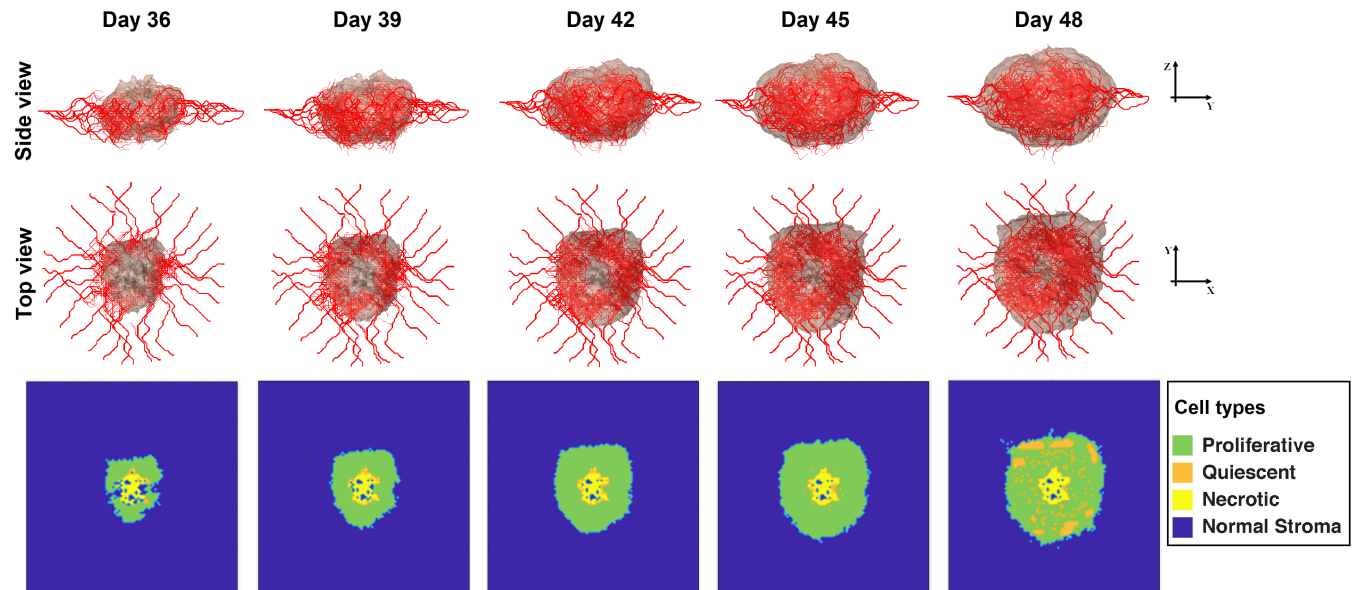 Day 36
Day 39
Day 42
Day 45
Day 48
Side view
Z
Y
Top view
Y
X
Cell types
Proliferative
Quiescent
Necrotic
Normal Stroma